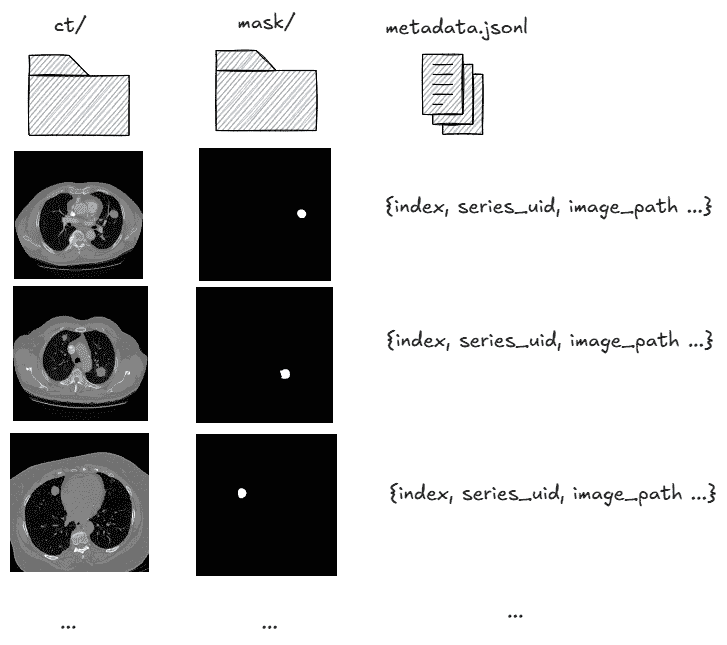 ct/
mask/
metadata.jsonl
{index, series_uid, image_path ...}
{index, series_uid, image_path ...}
{index, series_uid, image_path ...}
...
...
...